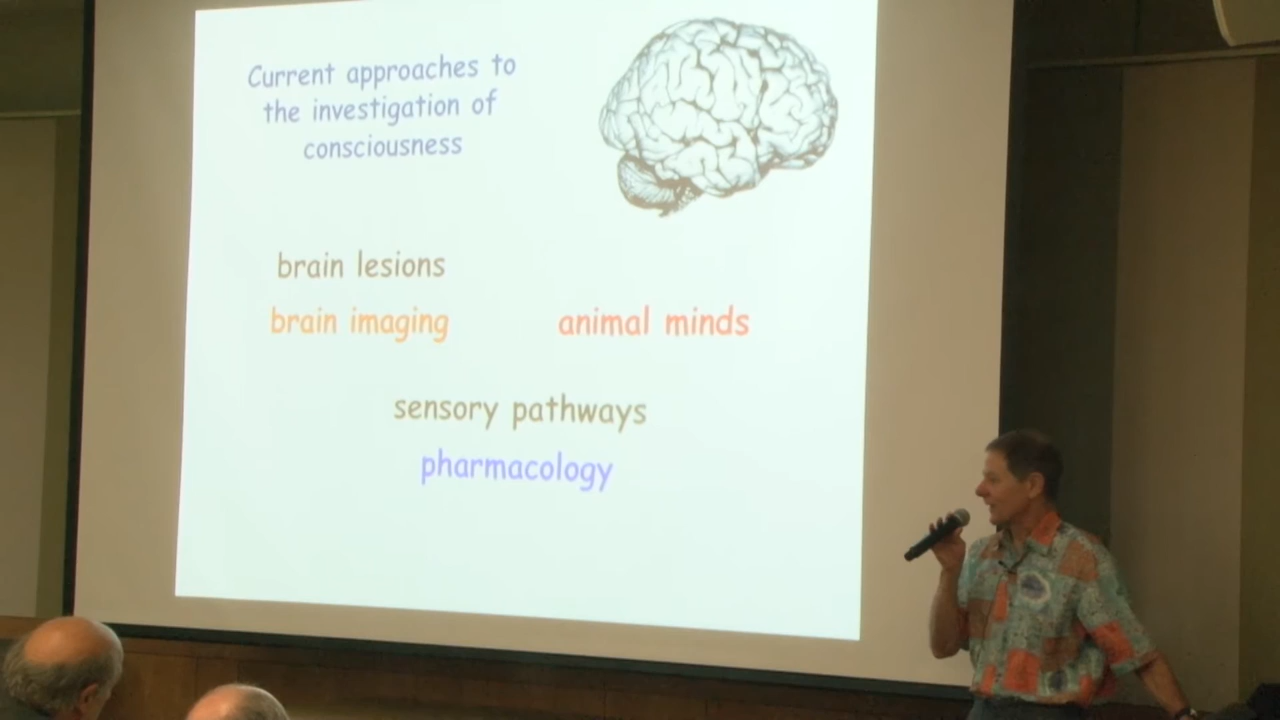 Current approaches to
the investigation of
consciousness
brain lesions
brain imaging
animal minds
sensory pathways
pharmacology